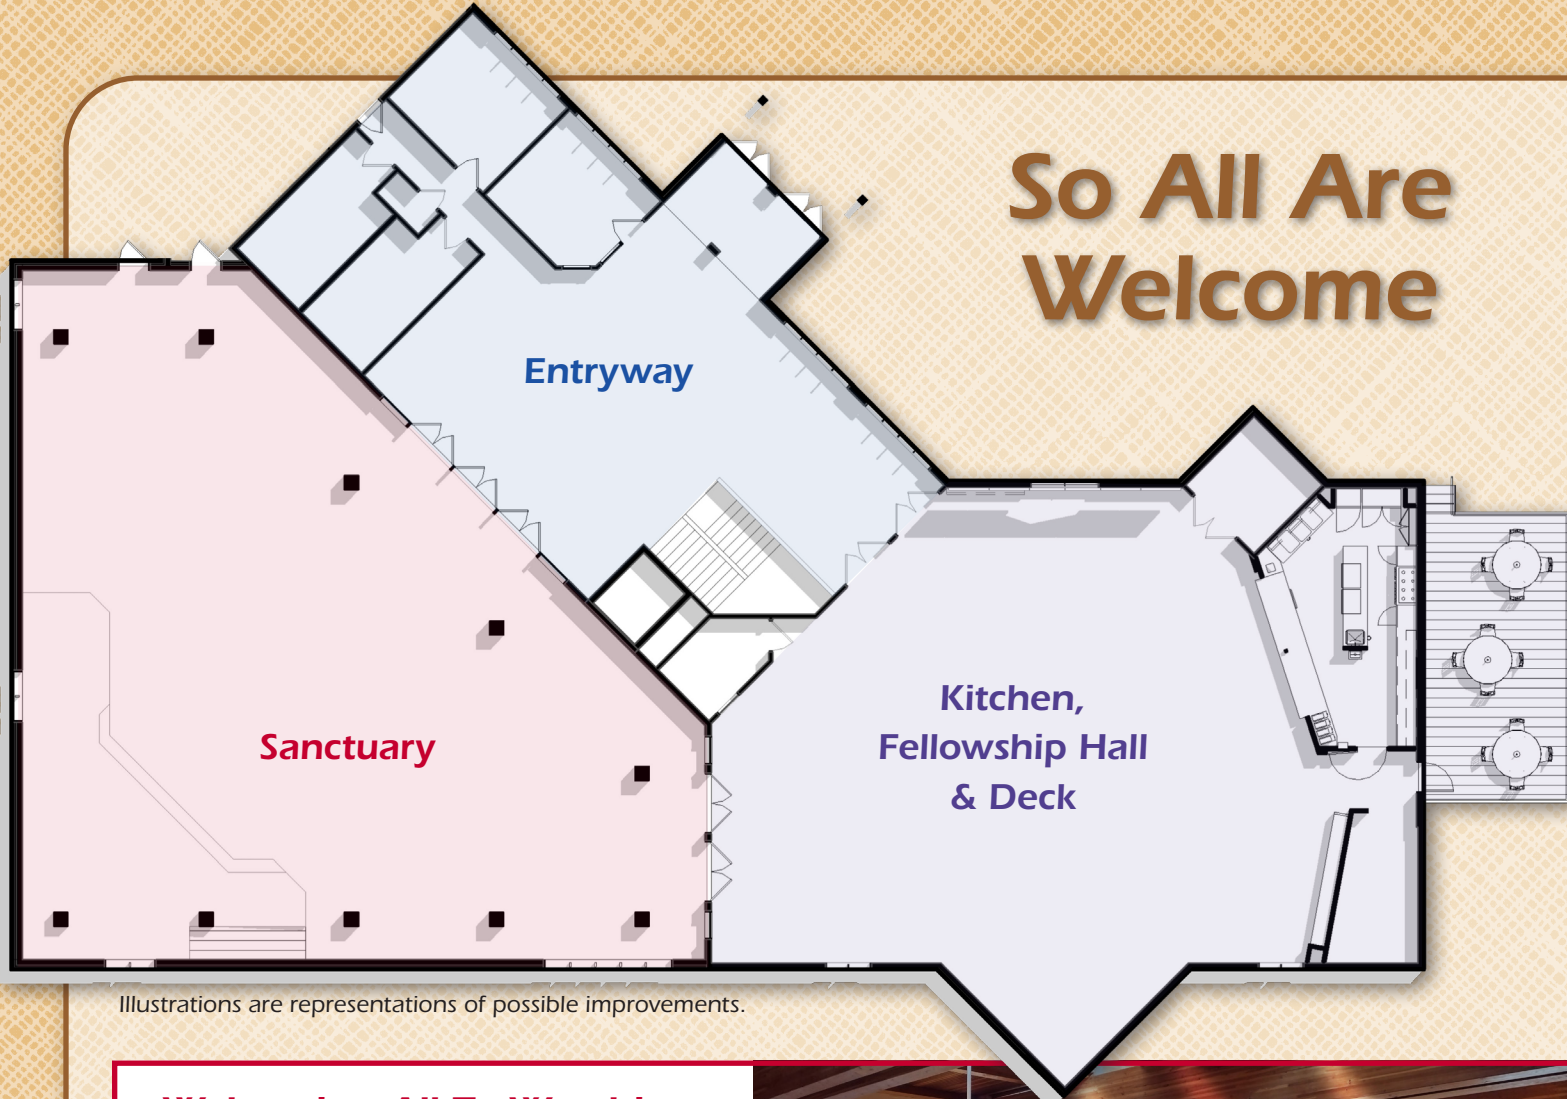 So All Are
Welcome
Entryway
Sanctuary
Kitchen,
Fellowship Hall
& Deck
Illustrations are representations of possible improvements.